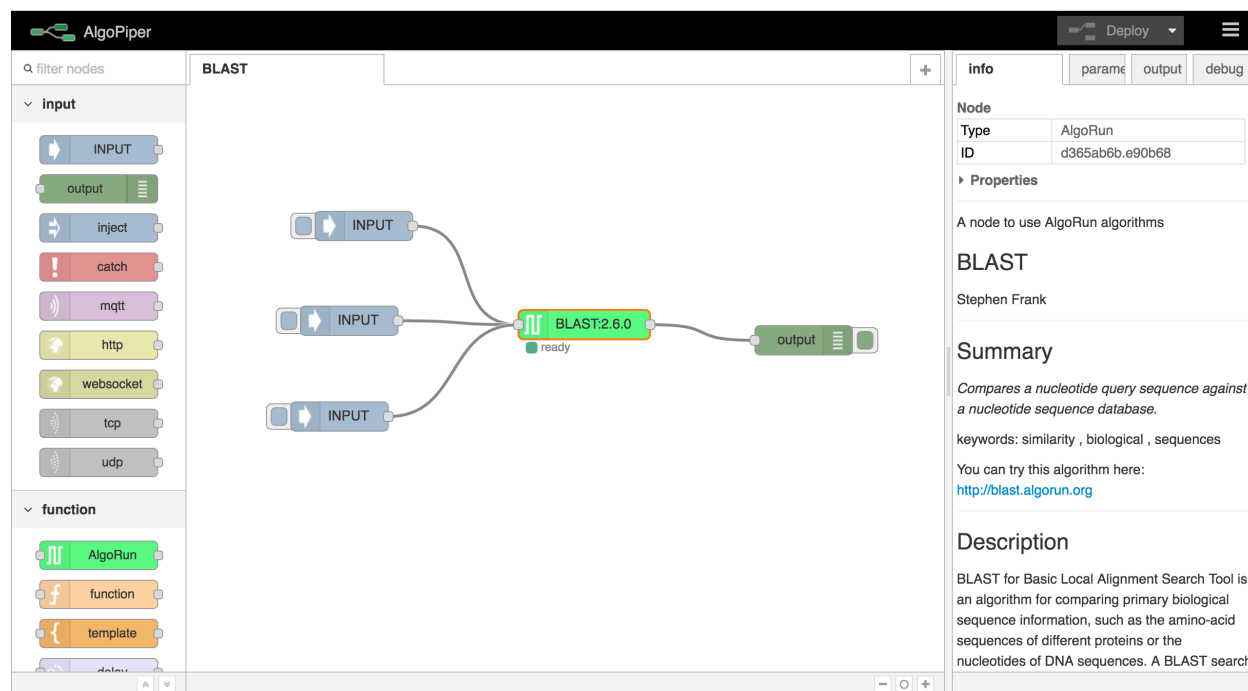 AlgoPiper
Deploy
filter nodes
input
INPUT
output
inject
catch
mqtt
http
websocket
tcp
udp
function
AlgoRun
function
template
delay
BLAST
INPUT
INPUT
INPUT
BLAST:2.6.0
ready
output
info
parame
output
debug
Node
Type AlgoRun
ID d365ab6b.e90b68
Properties
A node to use AlgoRun algorithms
BLAST
Stephen Frank
Summary
Compares a nucleotide query sequence against
a nucleotide sequence database.
keywords: similarity , biological , sequences
You can try this algorithm here:
http://blast.algorun.org
Description
BLAST for Basic Local Alignment Search Tool is
an algorithm for comparing primary biological
sequence information, such as the amino-acid
sequences of different proteins or the
nucleotides of DNA sequences. A BLAST search